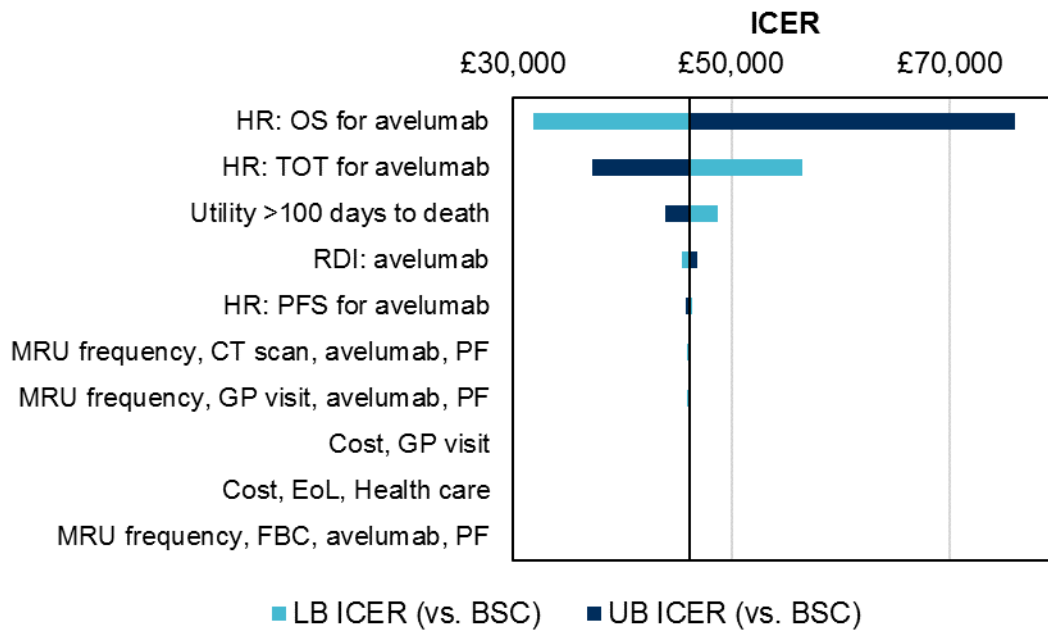 ICER
£30,000 £50,000 £70,000
HR: OS for avelumab
HR: TOT for avelumab
Utility >100 days to death
RDI: avelumab
HR: PFS for avelumab
MRU frequency, CT scan, avelumab, PF
MRU frequency, GP visit, avelumab, PF
Cost, GP visit
Cost, EoL, Health care
MRU frequency, FBC, avelumab, PF
LB ICER (vs. BSC) UB ICER (vs. BSC)